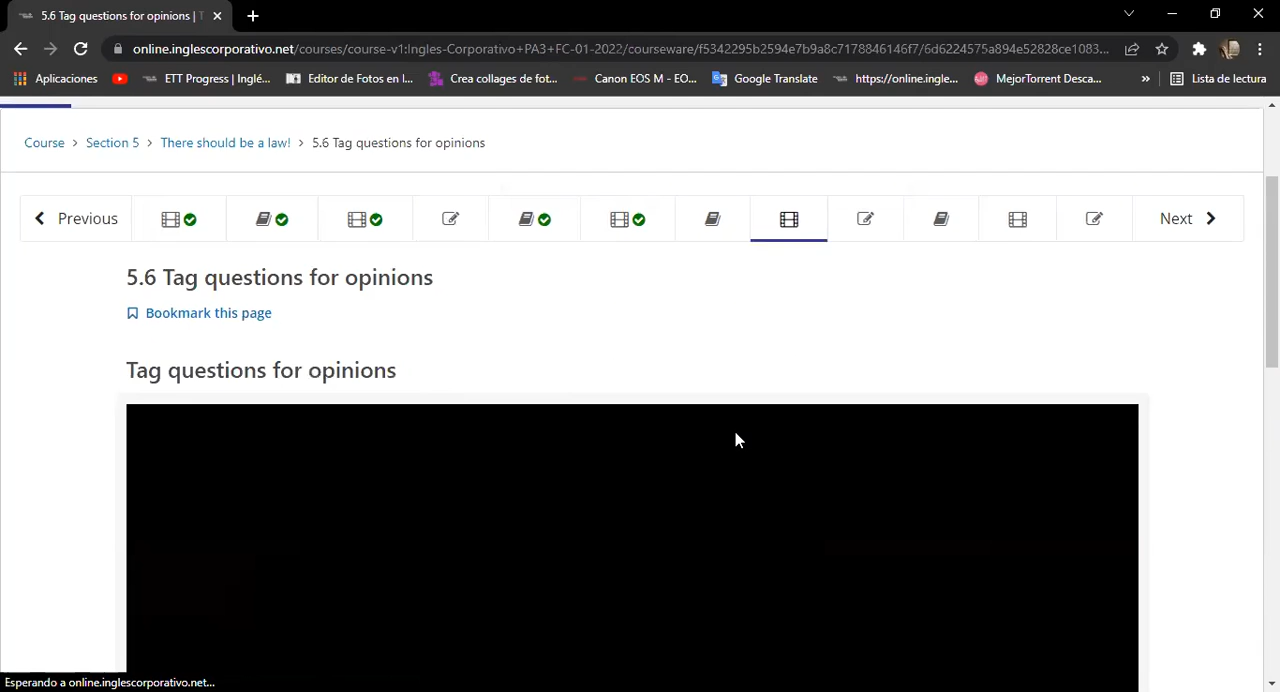 5.6 Tag questions for opinions | T
online.inglescorporativo.net/courses/course-v1:Ingles-Corporativo+PA3+FC-01-2022/courseware/f5342295b2594e7b9a8c7178846146f7/6d6224575a894e52828ce1083...
Aplicaciones ETT Progress | Inglé... Editor de Fotos en l... Crea collages de fot... Canon EOS M - EO... Google Translate https://online.ingle... MejorTorrent Desca... » Lista de lectura
Course > Section 5 > There should be a law! > 5.6 Tag questions for opinions
Previous Next
5.6 Tag questions for opinions
Bookmark this page
Tag questions for opinions
Esperando a online.inglescorporativo.net...